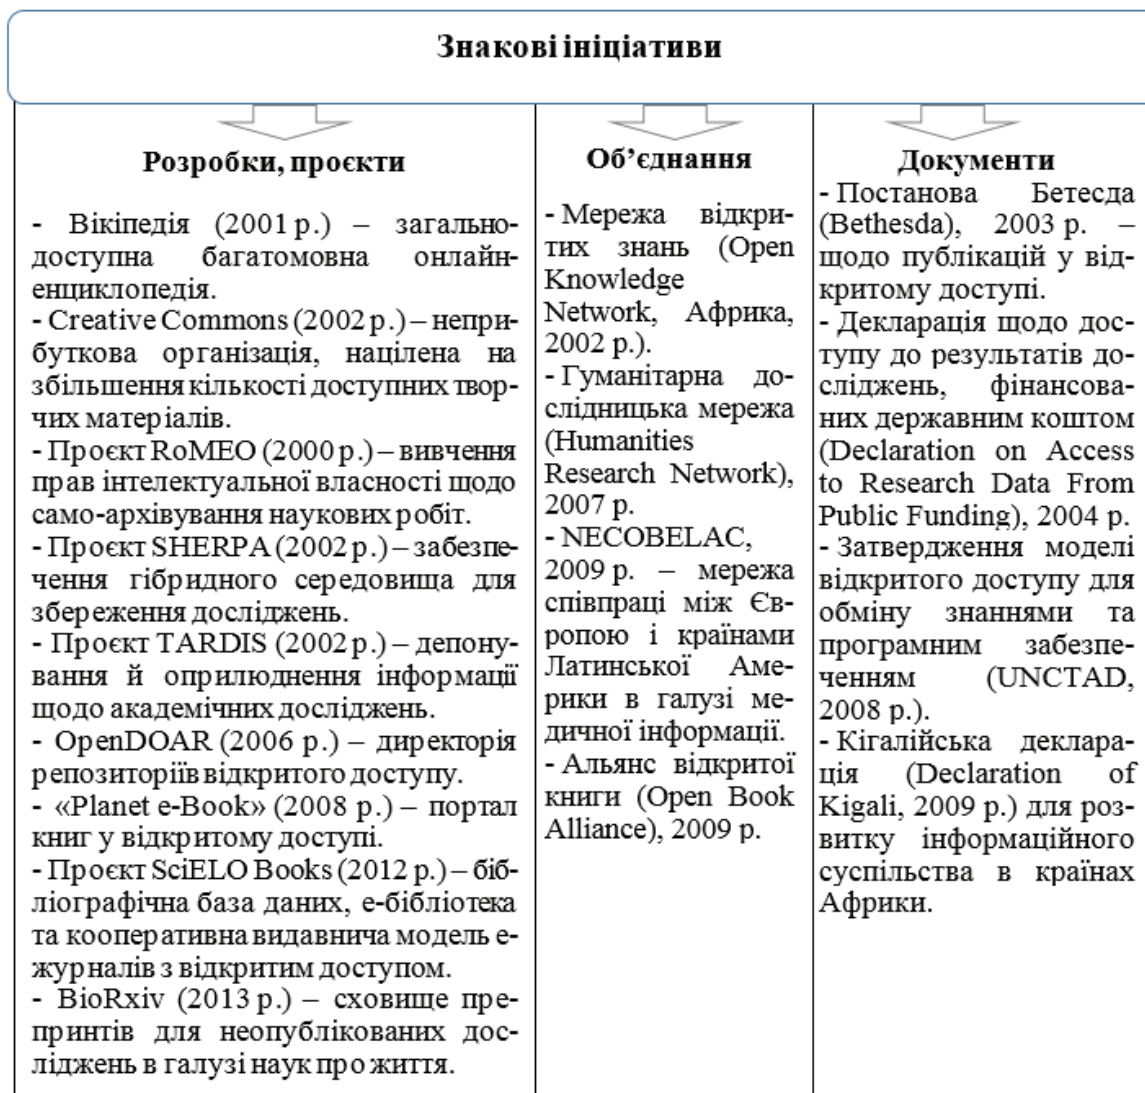 Знакові ініціативи
Розробки, проєкти
- Вікіпедія (2001 р.) – загально-
доступна багатомовна онлайн-
енциклопедія.
- Creative Commons (2002 р.) – непри-
буткова організація, націлена на
збільшення кількості доступних твор-
чих матеріалів.
- Проєкт RoMEO (2000 р.) – вивчення
прав інтелектуальної власності щодо
само-архівування наукових робіт.
- Проєкт SHERPA (2002 р.) – забезпе-
чення гібридного середовища для
збереження досліджень.
- Проєкт TARDIS (2002 р.) – депону-
вання й оприлюднення інформації
щодо академічних досліджень.
- OpenDOAR (2006 р.) – директорія
репозиторіїв відкритого доступу.
- «Planet e-Book» (2008 р.) – портал
книг у відкритому доступі.
- Проєкт SciELO Books (2012 р.) – біб-
ліографічна база даних, е-бібліотека
та кооперативна видавнича модель е-
журналів з відкритим доступом.
- BioRxiv (2013 р.) – сховище пре-
принтів для неопублікованих дос-
ліджень в галузі наук про життя.
Об’єднання
- Мережа відкри-
тих знань (Open
Knowledge
Network, Африка,
2002 р.).
- Гуманітарна до-
слідницька мережа
(Humanities
Research Network),
2007 р.
- NECOBELAC,
2009 р. – мережа
співпраці між Єв-
ропою і країнами
Латинської Аме-
рики в галузі ме-
дичної інформації.
- Альянс відкритої
книги (Open Book
Alliance), 2009 р.
Документи
- Постанова Бетесда
(Bethesda), 2003 р. –
щодо публікацій у від-
критому доступі.
- Декларація щодо дос-
тупу до результатів до-
сліджень, фінансова-
них державним коштом
(Declaration on Access
to Research Data From
Public Funding), 2004 р.
- Затвердження моделі
відкритого доступу для
обміну знаннями та
програмним забезпе-
ченням (UNCTAD,
2008 р.).
- Кігалійська деклара-
ція (Declaration of
Kigali, 2009 р.) для роз-
витку інформаційного
суспільства в країнах
Африки.